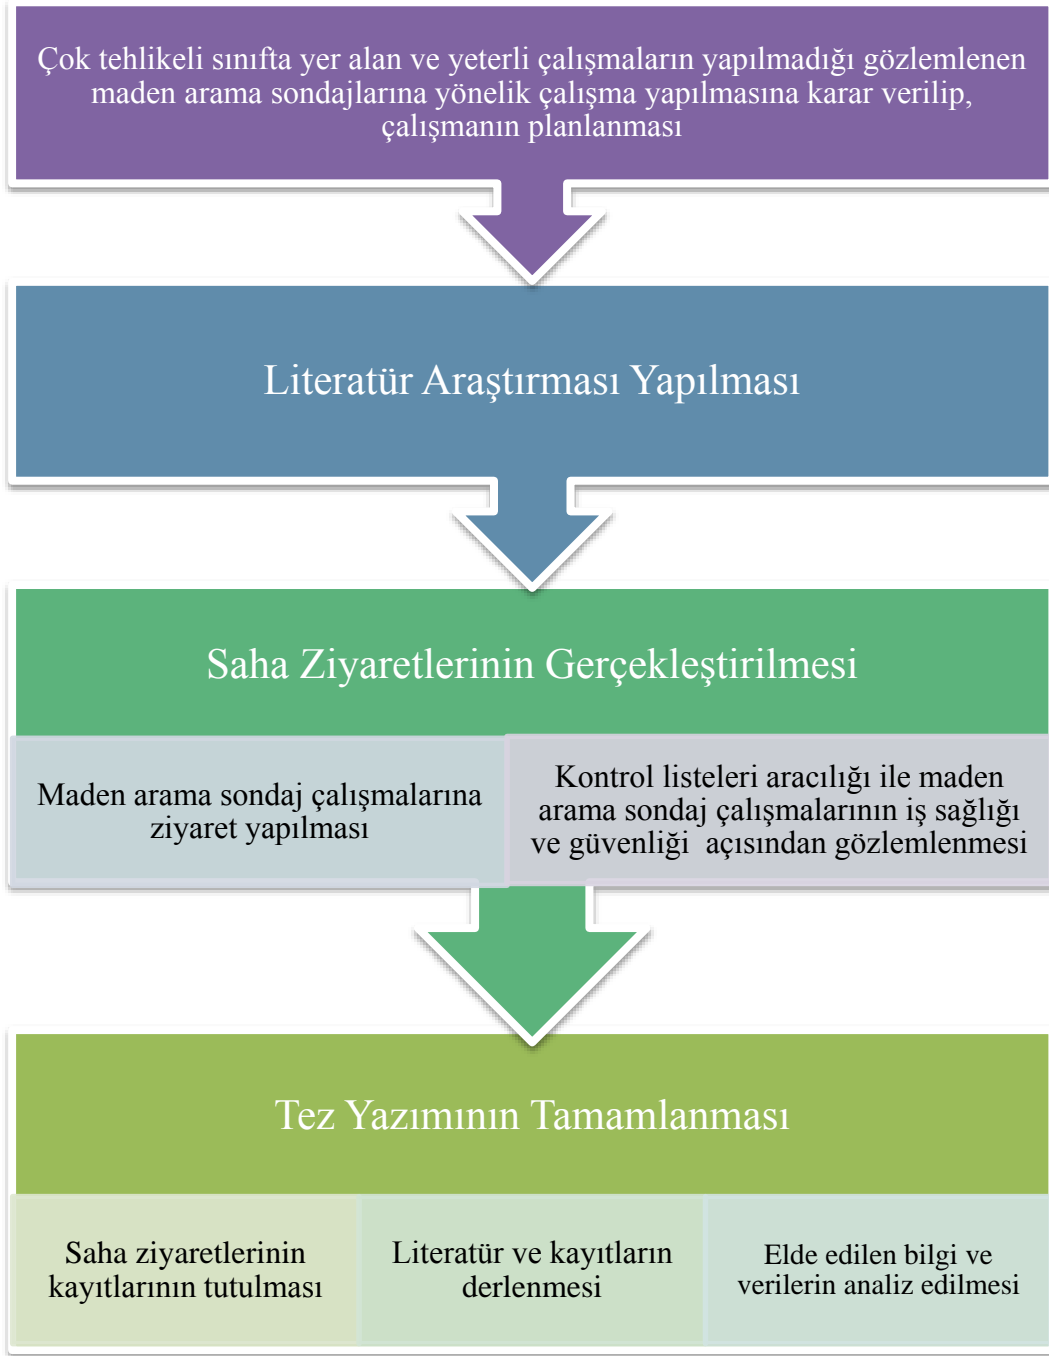 Çok tehlikeli sınıfta yer alan ve yeterli çalışmaların yapılmadığı gözlemlenen
maden arama sondajlarına yönelik çalışma yapılmasına karar verilip,
çalışmanın planlanması
Literatür Araştırması Yapılması
Saha Ziyaretlerinin Gerçekleştirilmesi
Maden arama sondaj çalışmalarına
ziyaret yapılması
Kontrol listeleri aracılığı ile maden
arama sondaj çalışmalarının iş sağlığı
ve güvenliği açısından gözlemlenmesi
Tez Yazımının Tamamlanması
Saha ziyaretlerinin
kayıtlarının tutulması
Literatür ve kayıtların
derlenmesi
Elde edilen bilgi ve
verilerin analiz edilmesi